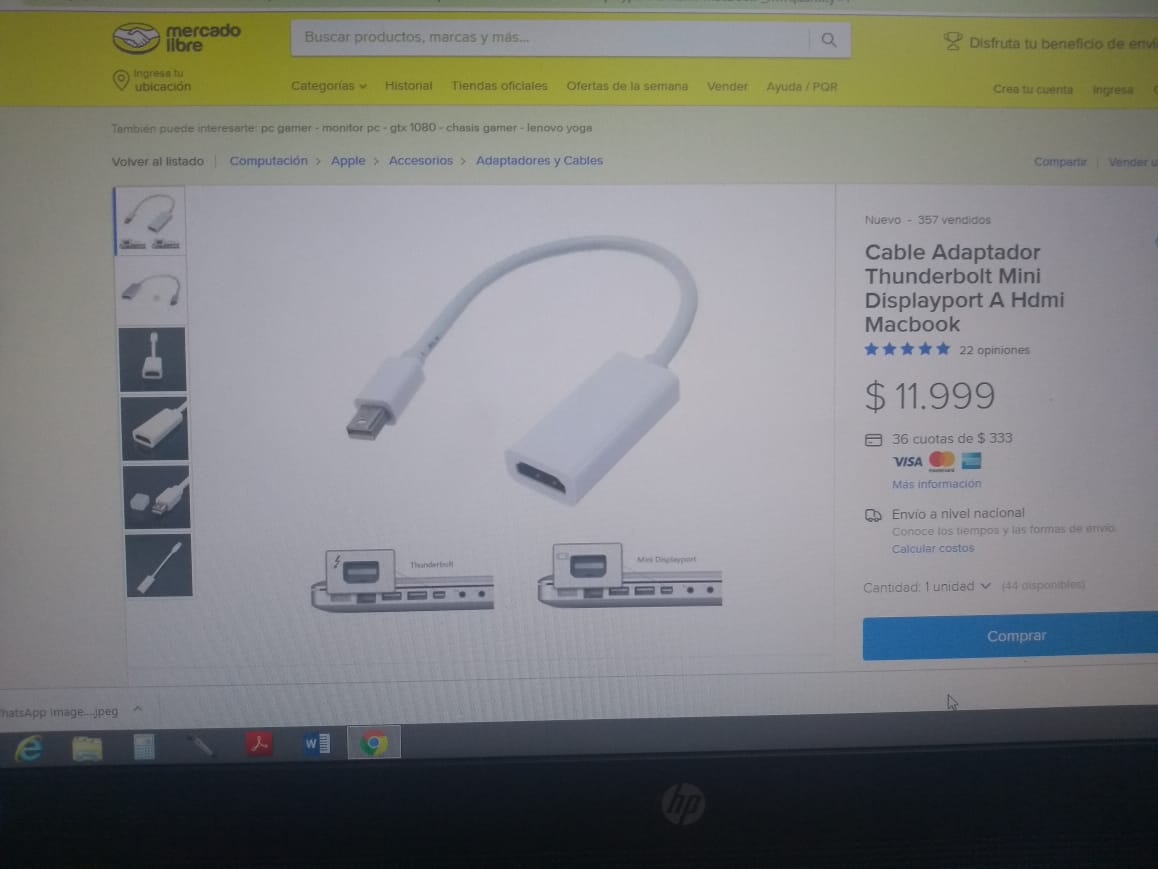 mercado
libre
Buscar productos, marcas y más...
Disfruta tu beneficio de
Ingresa tu
ubicación
Categorías Historial Tiendas oficiales Ofertas de la semana Vender Ayuda / PQR
Crea tu cuenta Ingresa
También puede interesarte: pc gamer - monitor pc - gtx 1080 - chasis gamer - lenovo yoga
Volver al listado | Computación > Apple > Accesorios > Adaptadores y Cables
Compartir | Vender
Nuevo - 357 vendidos
Cable Adaptador
Thunderbolt Mini
Displayport A Hdmi
Macbook
22 opiniones
$ 11.999
36 cuotas de $ 333
VISA mastercard
Más información
Envío a nivel nacional
Conoce los tiempos y las formas de envío.
Calcular costos
Thunderbolt
Mini Displayport
Cantidad: 1 unidad (44 disponibles)
Comprar
Image....jpeg
W
hp